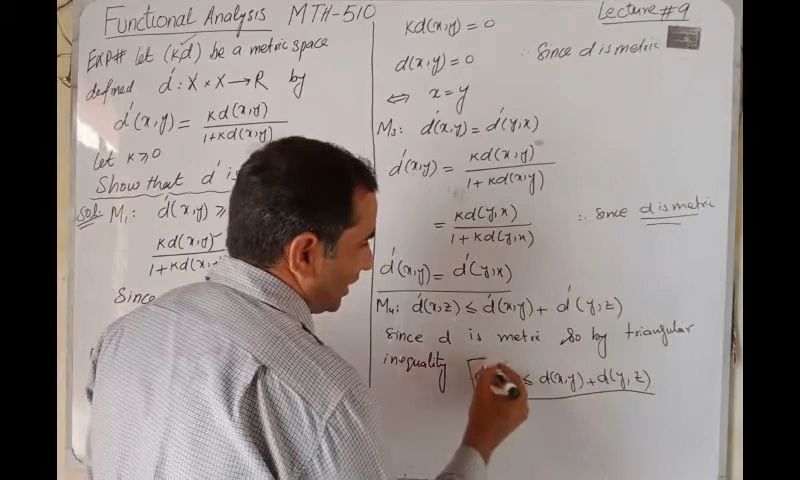 Functional Analysis MTH-510
Lecture #9
EXP# let (X,d) be a metric space
defined d' : X × X → R by
d'(x,y) = Kd(x,y) / 1+Kd(x,y)
let K ≥ 0
Show that d' is
Sol: M₁: d'(x,y) ≥
Kd(x,y) / 1+Kd(x,
Since
Kd(x,y) = 0
d(x,y) = 0 ∵ Since d is metric
⇔ x = y
M₃: d'(x,y) = d'(y,x)
d'(x,y) = Kd(x,y) / 1 + Kd(x,y)
= Kd(y,x) / 1 + Kd(y,x) ∵ Since d is metric
d'(x,y) = d'(y,x)
M₄: d'(x,z) ≤ d'(x,y) + d'(y,z)
Since d is metric So by triangular
inequality ≤ d(x,y) + d(y,z)